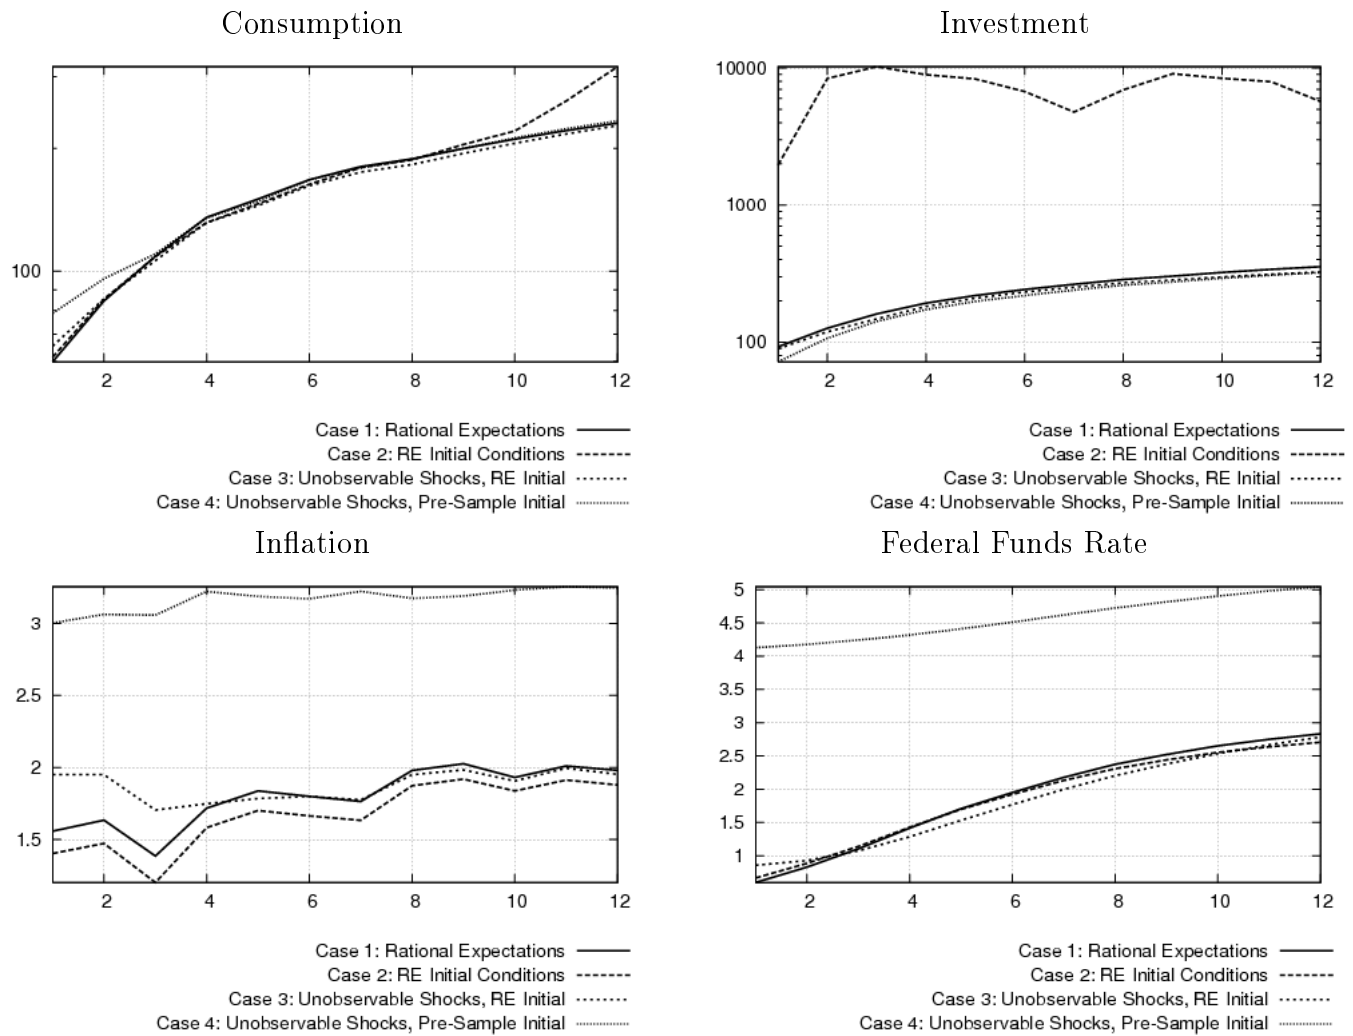 Consumption
100
2 4 6 8 10 12
Case 1: Rational Expectations
Case 2: RE Initial Conditions
Case 3: Unobservable Shocks, RE Initial
Case 4: Unobservable Shocks, Pre-Sample Initial
Investment
10000
1000
100
2 4 6 8 10 12
Case 1: Rational Expectations
Case 2: RE Initial Conditions
Case 3: Unobservable Shocks, RE Initial
Case 4: Unobservable Shocks, Pre-Sample Initial
Inflation
3
2.5
2
1.5
2 4 6 8 10 12
Case 1: Rational Expectations
Case 2: RE Initial Conditions
Case 3: Unobservable Shocks, RE Initial
Case 4: Unobservable Shocks, Pre-Sample Initial
Federal Funds Rate
5
4.5
4
3.5
3
2.5
2
1.5
1
2 4 6 8 10 12
Case 1: Rational Expectations
Case 2: RE Initial Conditions
Case 3: Unobservable Shocks, RE Initial
Case 4: Unobservable Shocks, Pre-Sample Initial